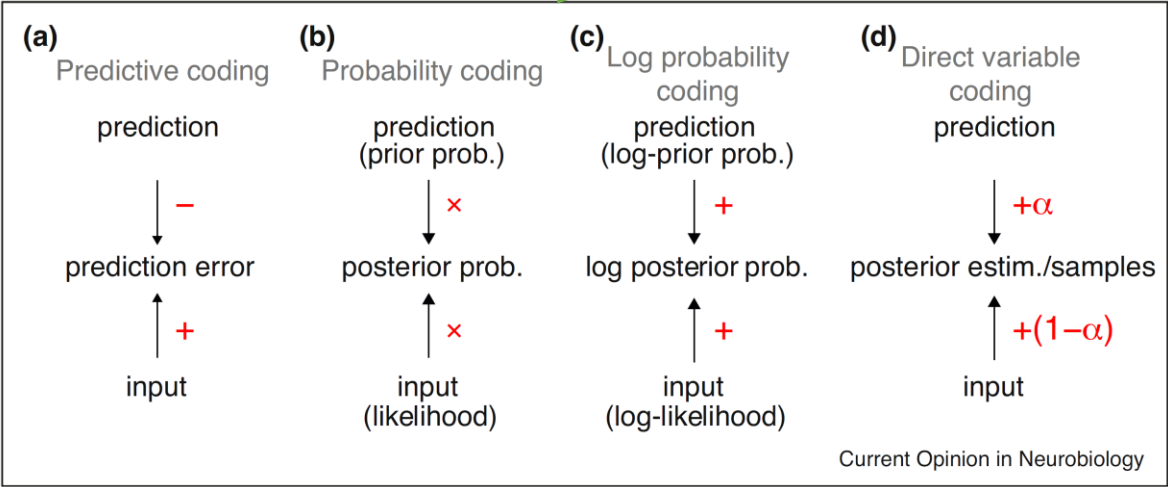 (a)
Predictive coding
prediction
−
prediction error
+
input
(b)
Probability coding
prediction
(prior prob.)
×
posterior prob.
×
input
(likelihood)
(c)
Log probability
coding
prediction
(log-prior prob.)
+
log posterior prob.
+
input
(log-likelihood)
(d)
Direct variable
coding
prediction
+α
posterior estim./samples
+(1−α)
input
Current Opinion in Neurobiology